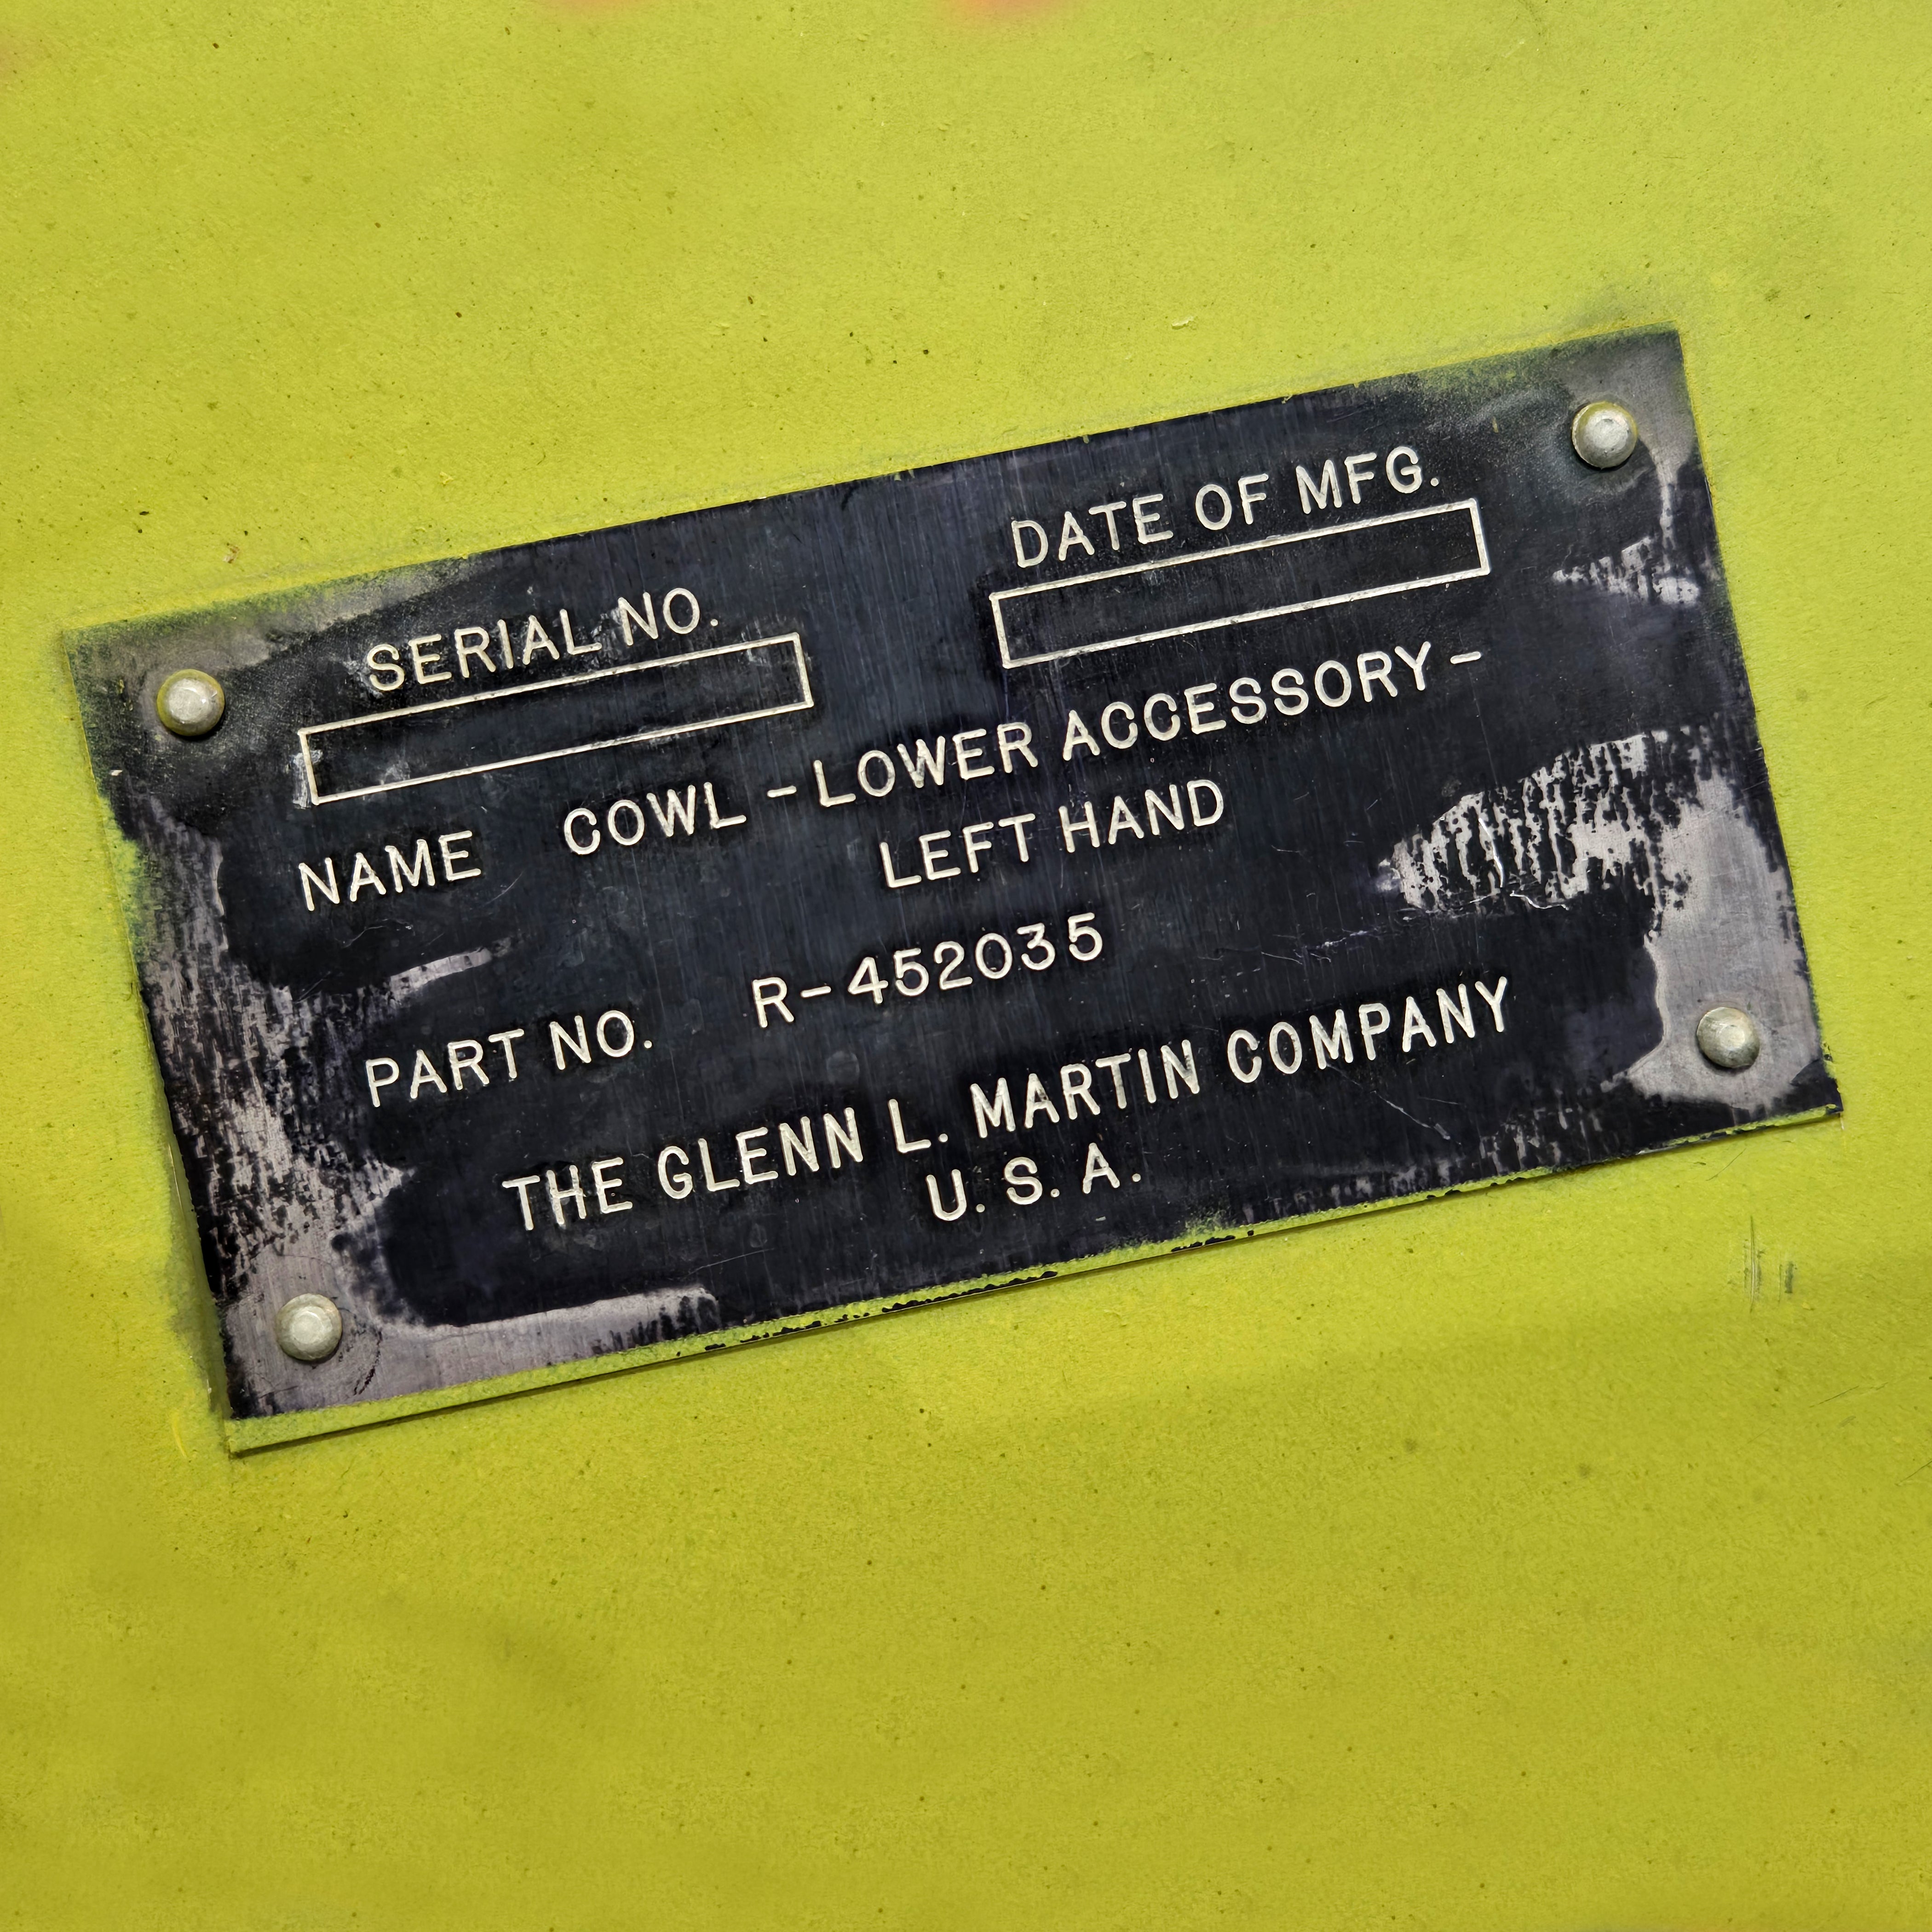 SERIAL NO. DATE OF MFG.
NAME COWL - LOWER ACCESSORY -
LEFT HAND
PART NO. R-452035
THE GLENN L. MARTIN COMPANY
U. S. A.